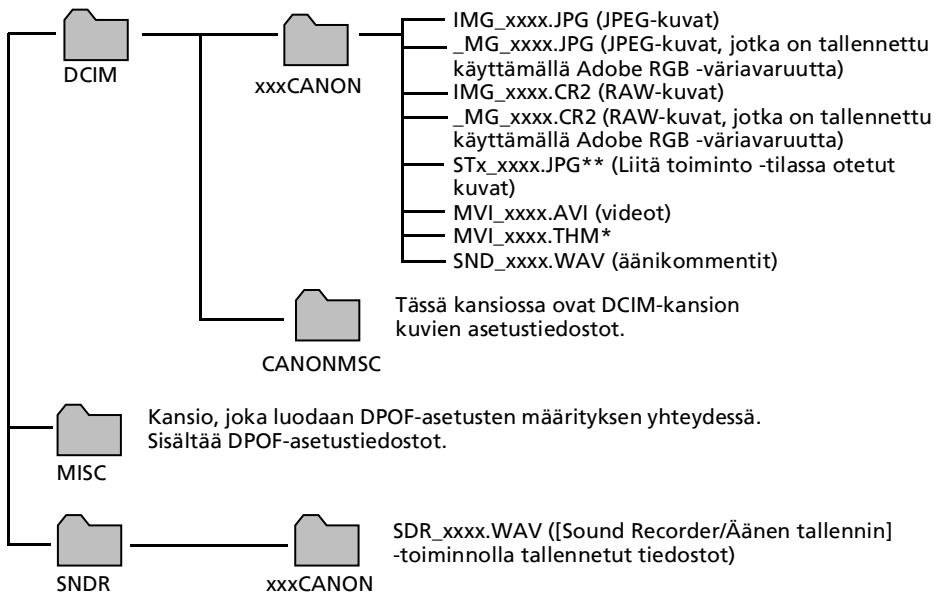 DCIM
xxxCANON
IMG_xxxx.JPG (JPEG-kuvat)
_MG_xxxx.JPG (JPEG-kuvat, jotka on tallennettu
käyttämällä Adobe RGB -väriavaruutta)
IMG_xxxx.CR2 (RAW-kuvat)
_MG_xxxx.CR2 (RAW-kuvat, jotka on tallennettu
käyttämällä Adobe RGB -väriavaruutta)
STx_xxxx.JPG** (Liitä toiminto -tilassa otetut
kuvat)
MVI_xxxx.AVI (videot)
MVI_xxxx.THM*
SND_xxxx.WAV (äänikommentit)
CANONMSC
Tässä kansiossa ovat DCIM-kansion
kuvien asetustiedostot.
MISC
Kansio, joka luodaan DPOF-asetusten määrityksen yhteydessä.
Sisältää DPOF-asetustiedostot.
SNDR
xxxCANON
SDR_xxxx.WAV ([Sound Recorder/Äänen tallennin]
-toiminnolla tallennetut tiedostot)